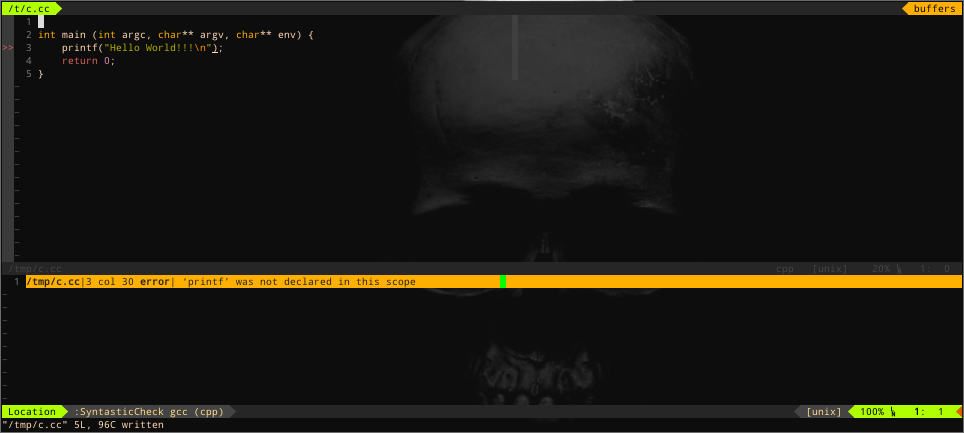 /t/c.cc buffers
1
2 int main (int argc, char** argv, char** env) {
>> 3 printf("Hello World!!!\n");
4 return 0;
5 }
/tmp/c.cc cpp [unix] 20% 1: 0
1 /tmp/c.cc|3 col 30 error| 'printf' was not declared in this scope
Location :SyntasticCheck gcc (cpp) [unix] 100% 1: 1
"/tmp/c.cc" 5L, 96C written